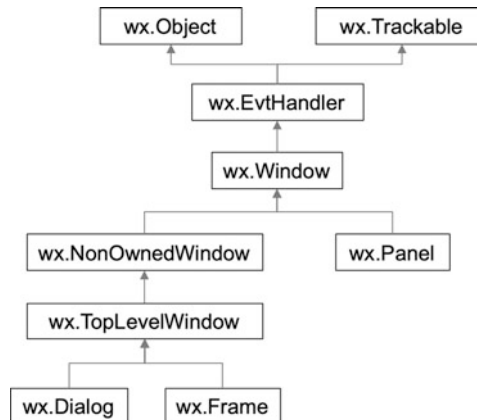 wx.Object
wx.Trackable
wx.EvtHandler
wx.Window
wx.NonOwnedWindow
wx.Panel
wx.TopLevelWindow
wx.Dialog
wx.Frame